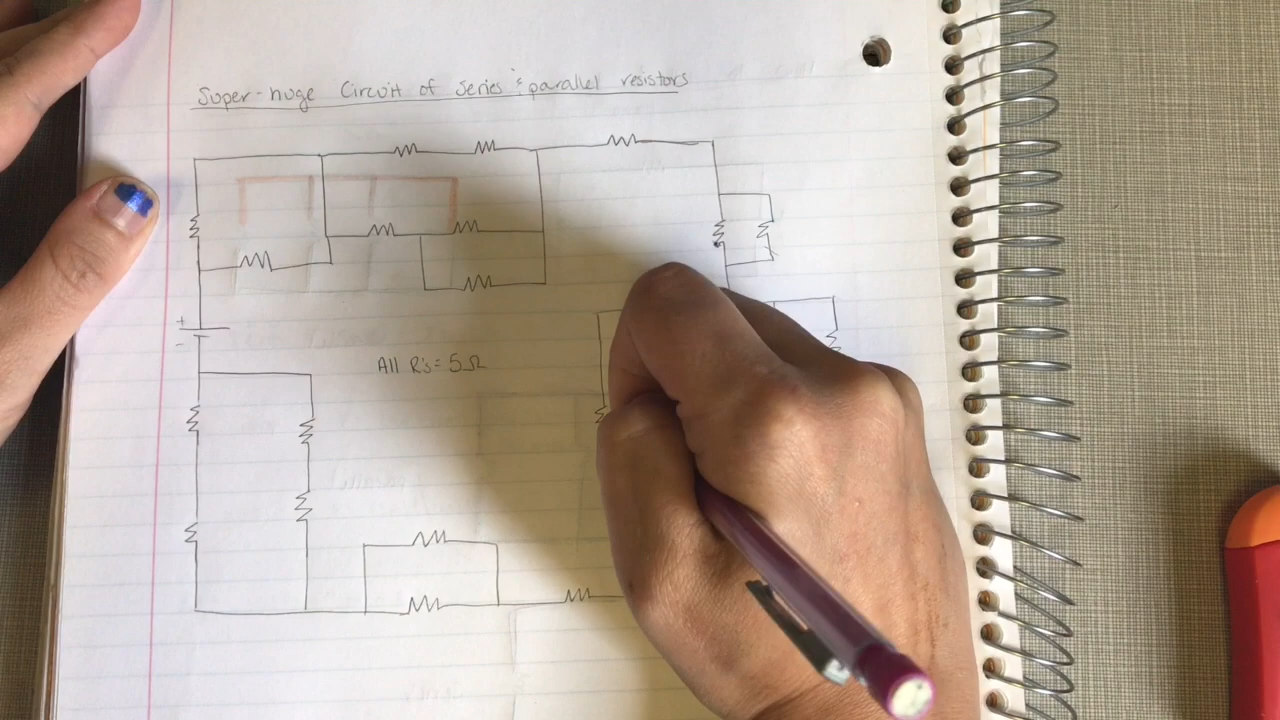 Super-huge Circuit of Series & parallel resistors
+
-
All R's = 5Ω